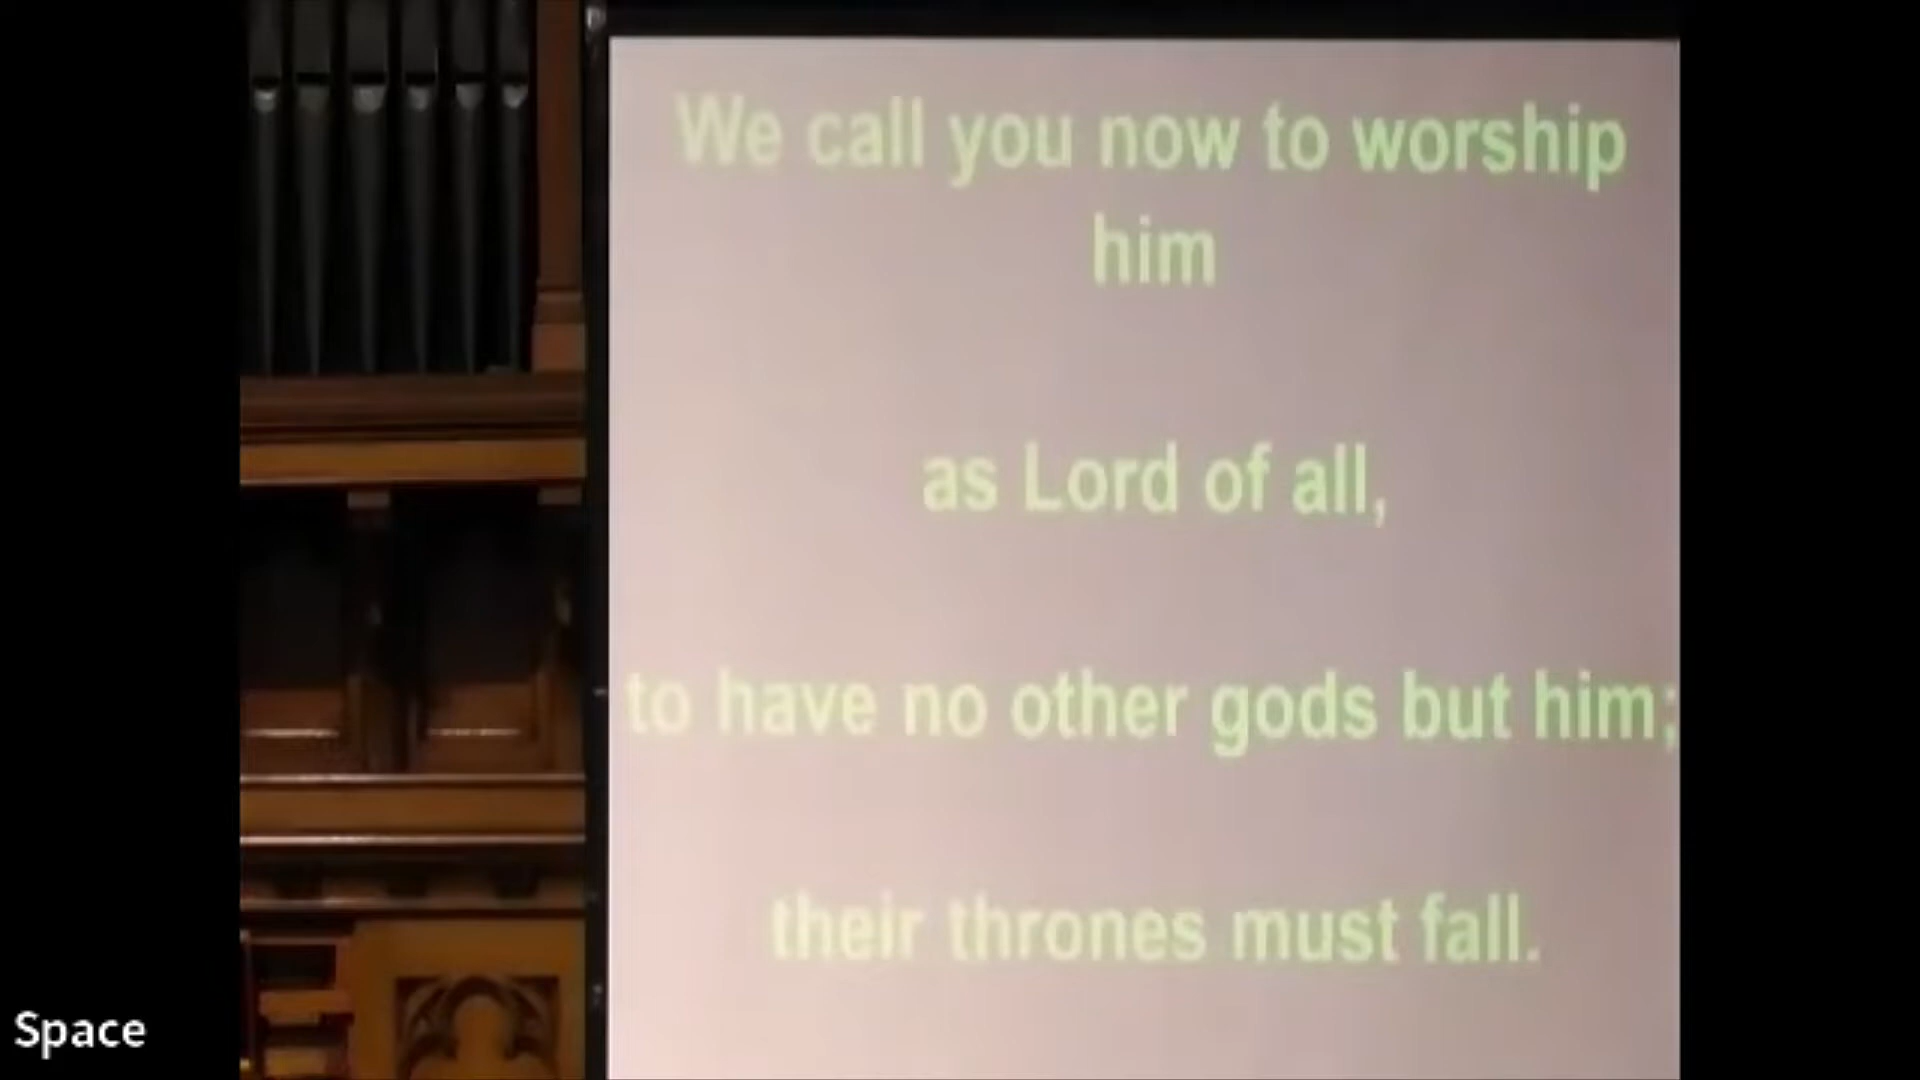 We call you now to worship
him
as Lord of all,
to have no other gods but him;
their thrones must fall.
Space